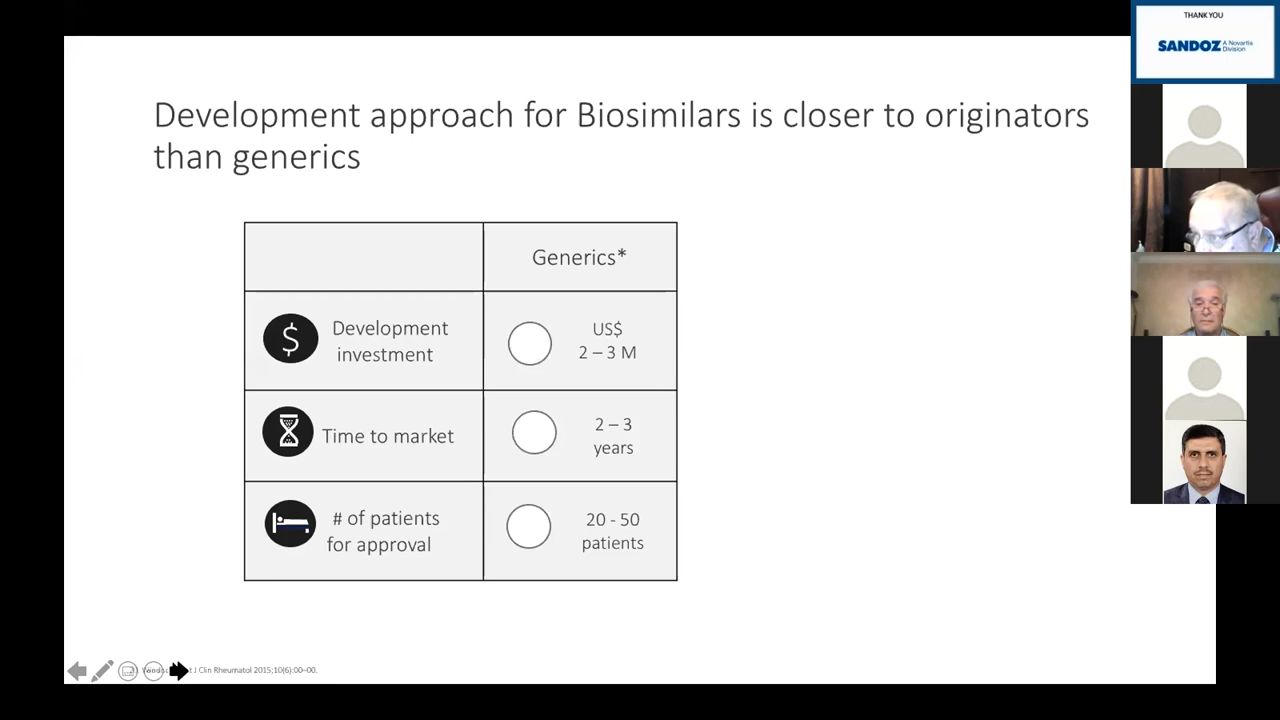 Development approach for Biosimilars is closer to originators
than generics
Generics*
$
Development
investment
US$
2 – 3 M
Time to market
2 – 3
years
# of patients
for approval
20 - 50
patients
J Clin Rheumatol 2015;10(6):00–00.
THANK YOU
SANDOZ A Novartis
Division